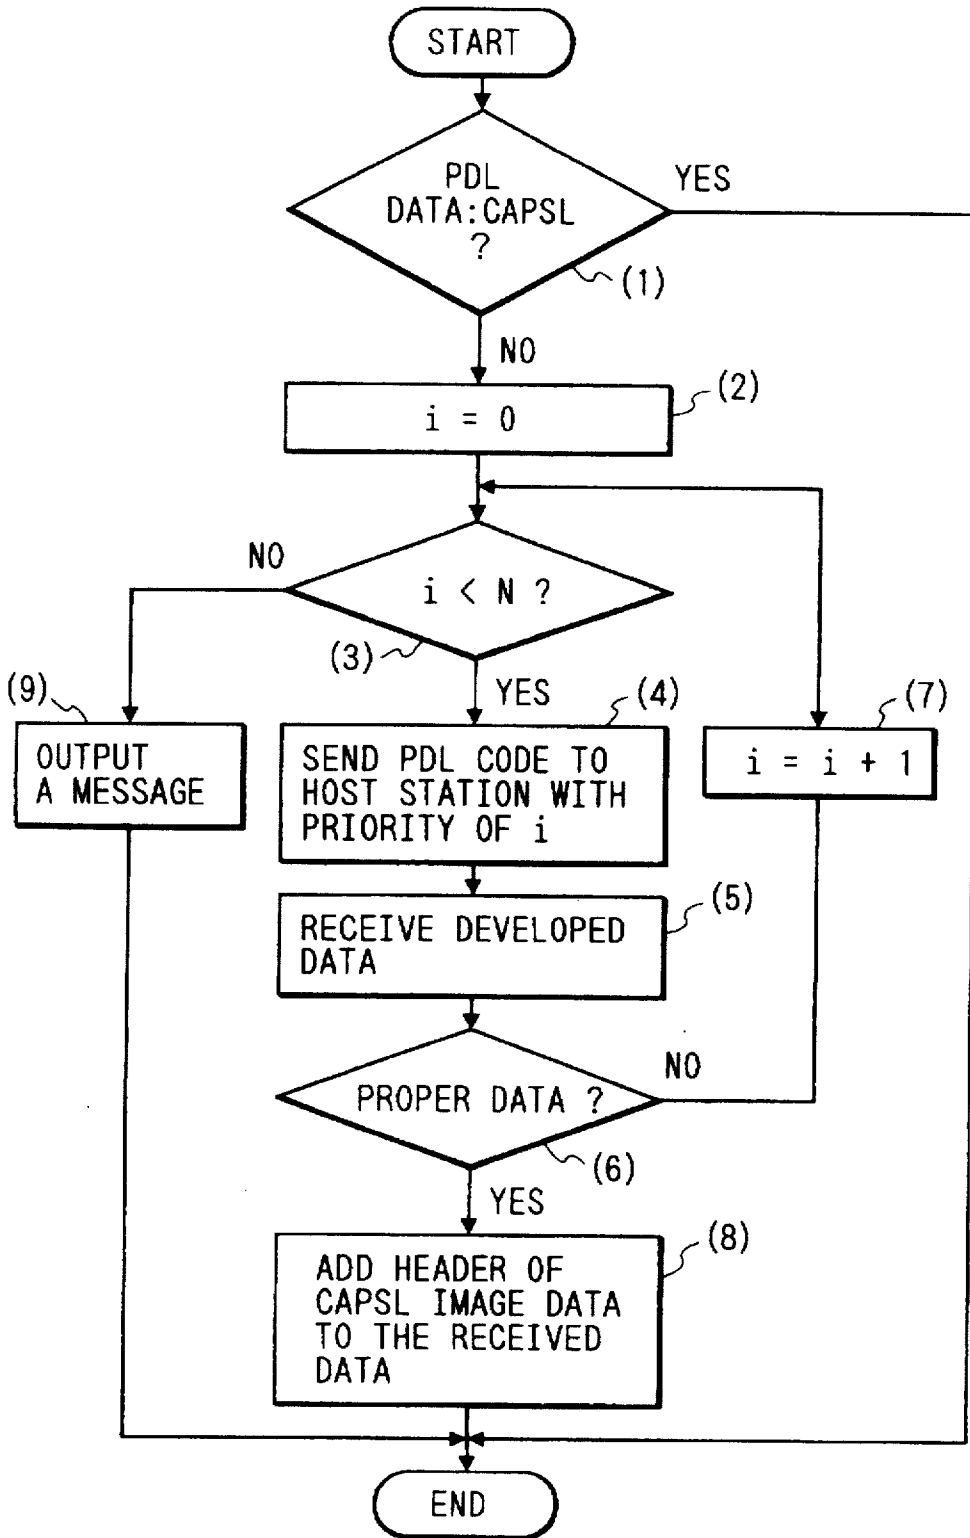 START
PDL
DATA:CAPSL
?
YES
(1)
NO
(2)
i = 0
NO
i < N ?
(3)
YES
(9)
(4)
(7)
OUTPUT
A MESSAGE
SEND PDL CODE TO
HOST STATION WITH
PRIORITY OF i
i = i + 1
(5)
RECEIVE DEVELOPED
DATA
NO
PROPER DATA ?
(6)
YES
(8)
ADD HEADER OF
CAPSL IMAGE DATA
TO THE RECEIVED
DATA
END